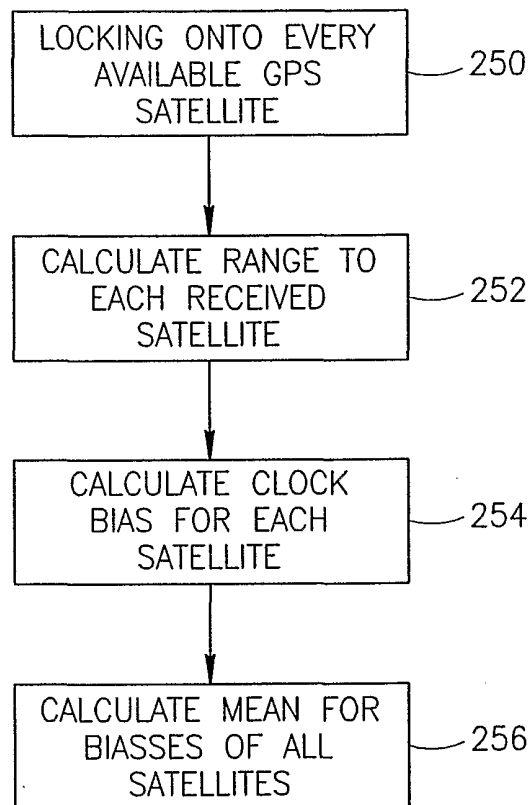 LOCKING ONTO EVERY
AVAILABLE GPS
SATELLITE
250
CALCULATE RANGE TO
EACH RECEIVED
SATELLITE
252
CALCULATE CLOCK
BIAS FOR EACH
SATELLITE
254
CALCULATE MEAN FOR
BIASSES OF ALL
SATELLITES
256